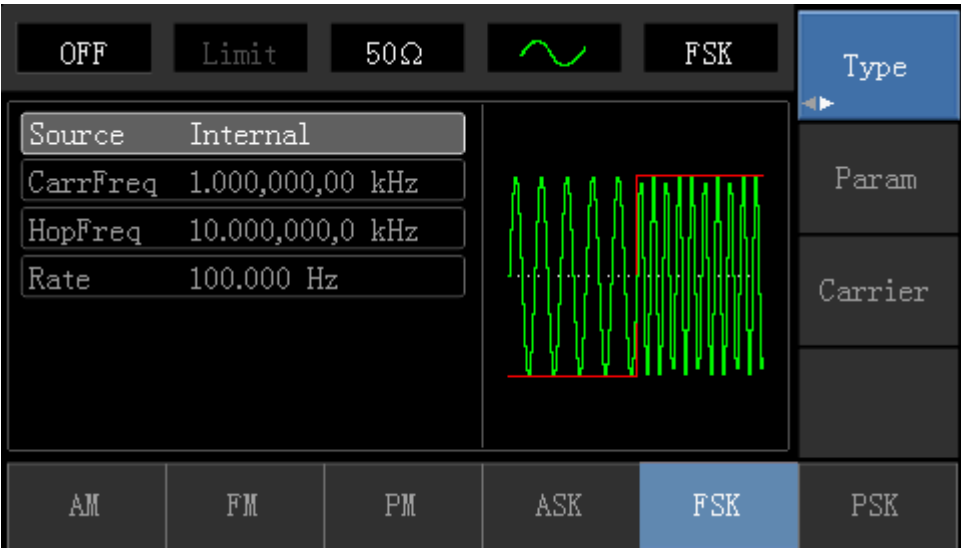 OFF Limit 50Ω FSK
Type
Source Internal
CarrFreq 1.000,000,00 kHz
HopFreq 10.000,000,0 kHz
Rate 100.000 Hz
Param
Carrier
AM FM PM ASK FSK PSK